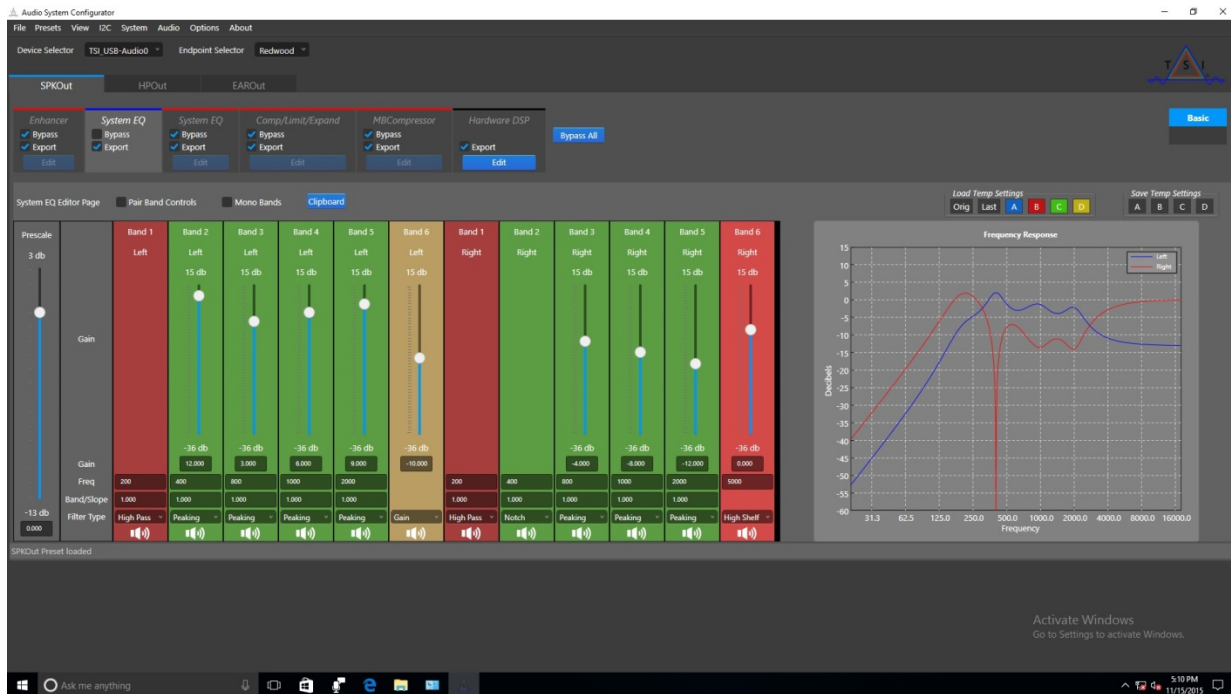 Audio System Configurator
File Presets View I2C System Audio Options About
Device Selector TSI_USB-Audio0 Endpoint Selector Redwood
T S I
SPKOut HPOut EAROut
Enhancer System EQ System EQ Comp/Limit/Expand MBCompressor Hardware DSP Basic
Bypass Bypass Bypass Bypass Bypass Bypass All
Export Export Export Export Export Export
Edit Edit Edit Edit Edit
System EQ Editor Page Pair Band Controls Mono Bands Clipboard
Load Temp Settings Save Temp Settings
Orig Last A B C D A B C D
Prescale Band 1 Band 2 Band 3 Band 4 Band 5 Band 6 Band 1 Band 2 Band 3 Band 4 Band 5 Band 6
Left Left Left Left Left Left Right Right Right Right Right Right
3 db 15 db 15 db 15 db 15 db 15 db 15 db 15 db 15 db 15 db
Gain
-36 db -36 db -36 db -36 db -36 db -36 db -36 db -36 db -36 db
Gain 12.000 3.000 6.000 9.000 -10.000 -4.000 -8.000 -12.000 0.000
Freq 200 400 800 1000 2000 200 400 800 1000 2000 5000
Band/Slope 1.000 1.000 1.000 1.000 1.000 1.000 1.000 1.000 1.000 1.000
-13 db
Filter Type High Pass Peaking Peaking Peaking Peaking Gain High Pass Notch Peaking Peaking Peaking High Shelf
0.000
Frequency Response
Left
Right
15
10
5
0
-5
-10
-15
-20
-25
-30
-35
-40
-45
-50
-55
-60
Decibels
31.3 62.5 125.0 250.0 500.0 1000.0 2000.0 4000.0 8000.0 16000.0
Frequency
SPKOut Preset loaded
Activate Windows
Go to Settings to activate Windows.
Ask me anything
5:10 PM
11/15/2015